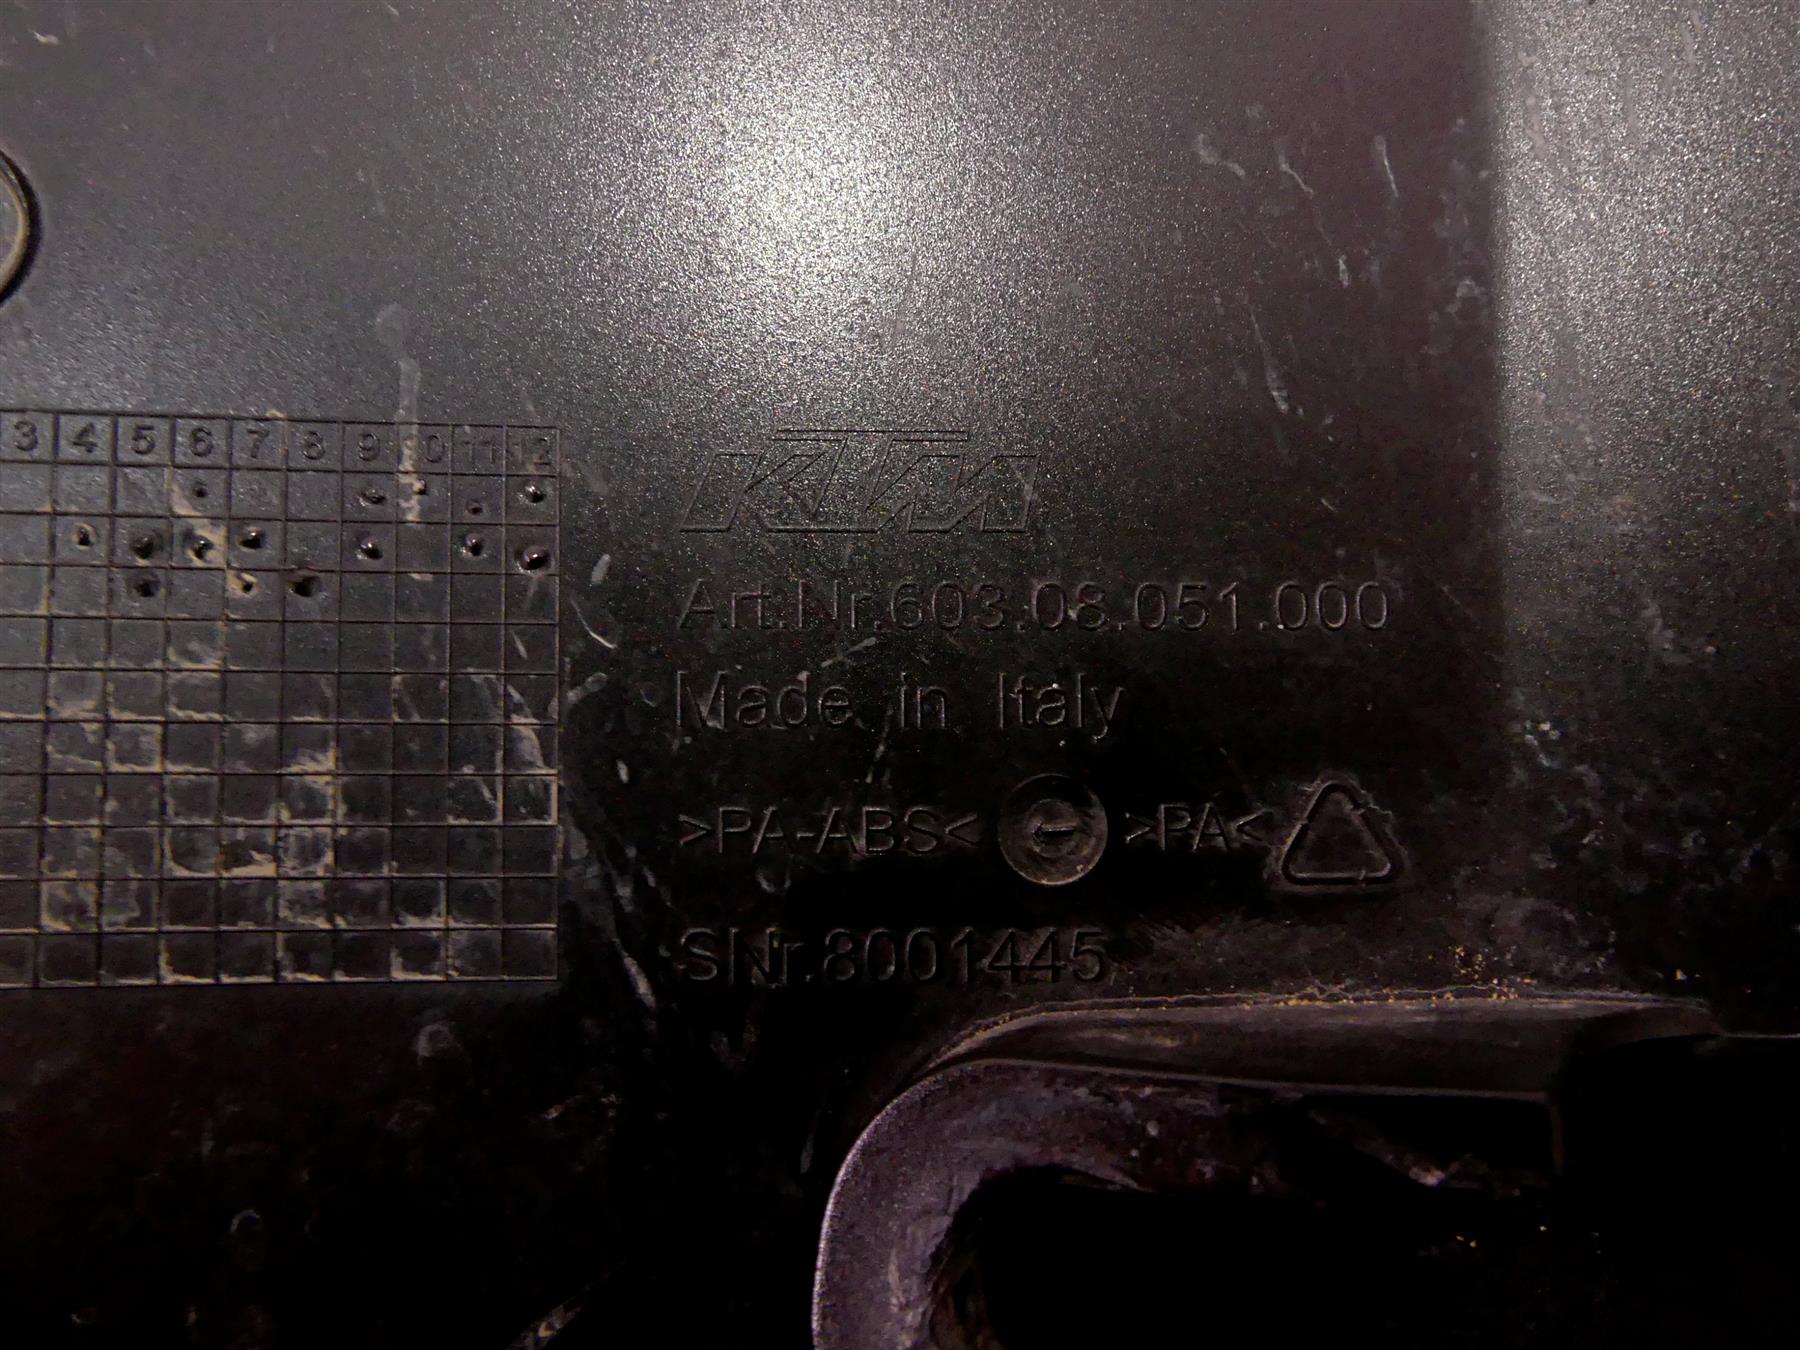 3 4 5 6 7 8 9 10 11 12
KTM
Art.Nr.603.08.051.000
Made in Italy
>PA-ABS< >PA<
SNr.8001445